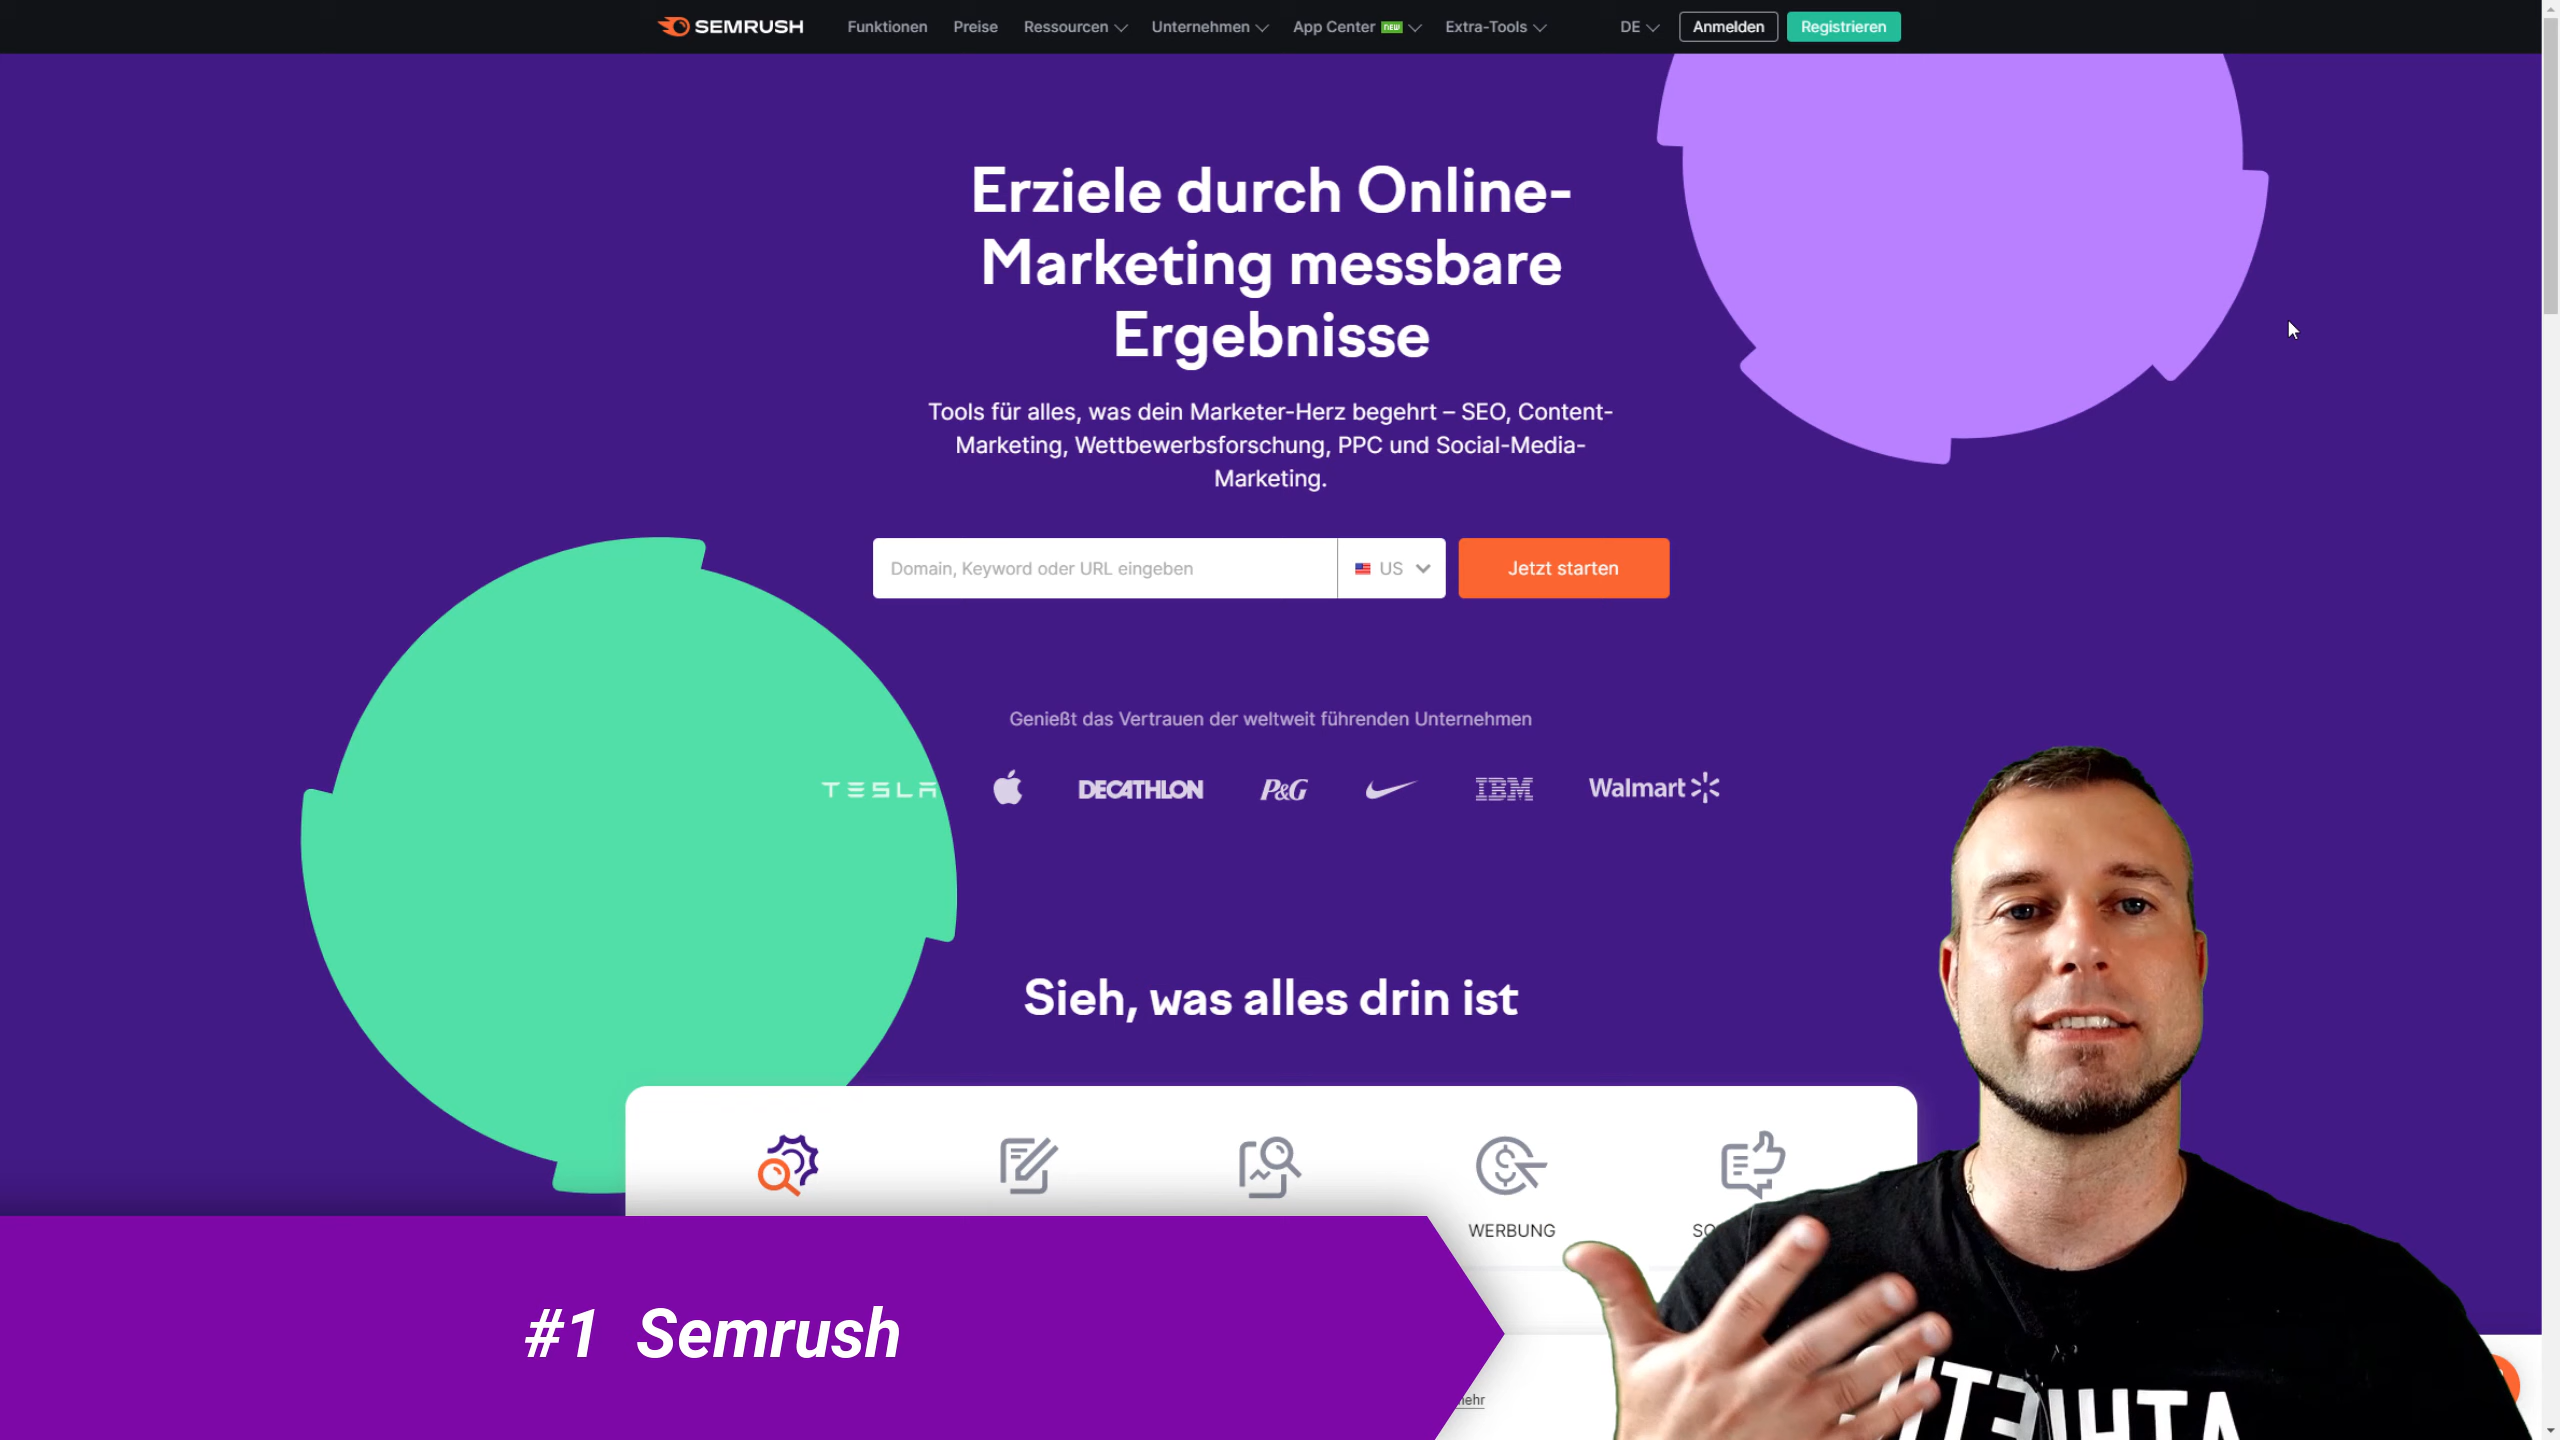 SEMRUSH Funktionen Preise Ressourcen Unternehmen App Center NEW Extra-Tools DE Anmelden Registrieren
Erziele durch Online-
Marketing messbare
Ergebnisse
Tools für alles, was dein Marketer-Herz begehrt – SEO, Content-
Marketing, Wettbewerbsforschung, PPC und Social-Media-
Marketing.
Domain, Keyword oder URL eingeben US Jetzt starten
Genießt das Vertrauen der weltweit führenden Unternehmen
TESLA DECATHLON P&G IBM Walmart
Sieh, was alles drin ist
WERBUNG
#1 Semrush